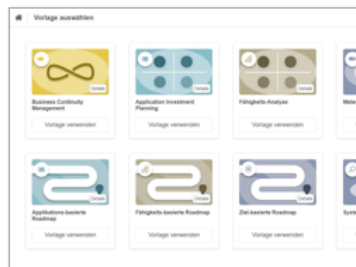 Vorlage auswählen
Details
Details
Details
Business Continuity
Management
Application Investment
Planning
Fähigkeits-Analyse
Vorlage verwenden
Vorlage verwenden
Vorlage verwenden
Details
Details
Details
Applikations-basierte
Roadmap
Fähigkeits-basierte Roadmap
Ziel-basierte Roadmap
Vorlage verwenden
Vorlage verwenden
Vorlage verwenden